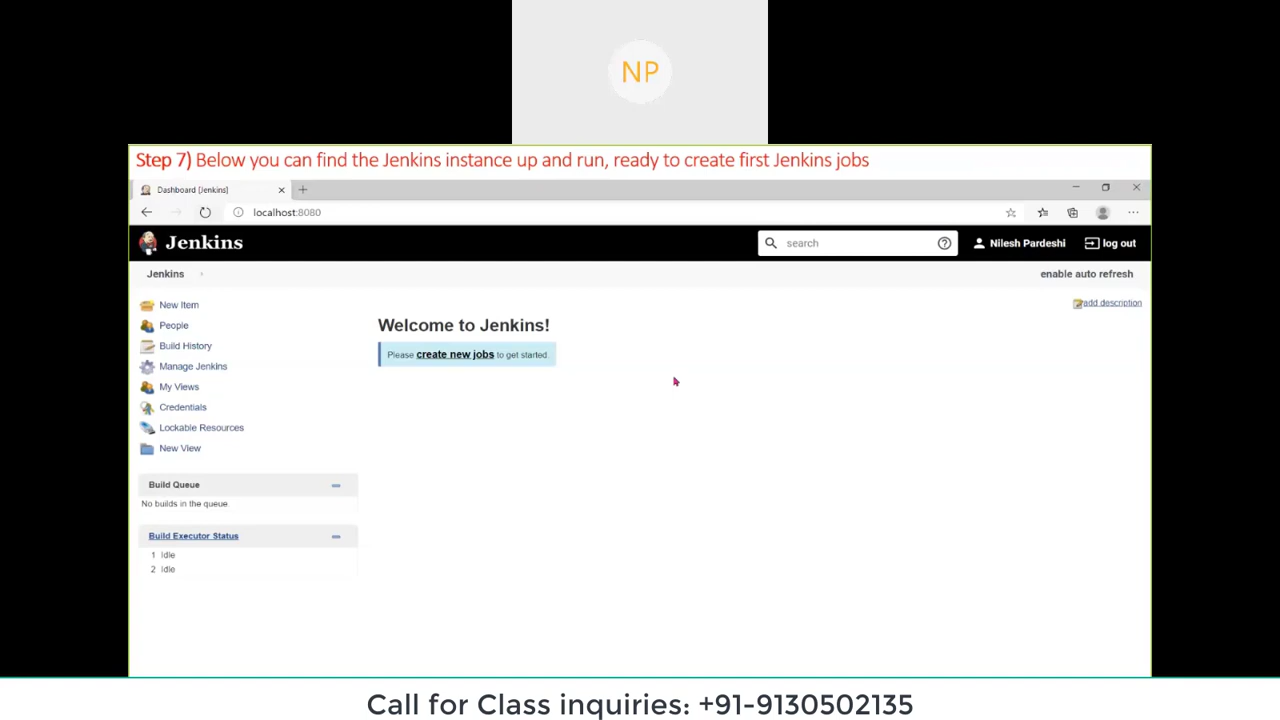 NP
Step 7) Below you can find the Jenkins instance up and run, ready to create first Jenkins jobs
Dashboard [Jenkins]
localhost:8080
Jenkins
search
Nilesh Pardeshi
log out
Jenkins
enable auto refresh
add description
New Item
People
Build History
Manage Jenkins
My Views
Credentials
Lockable Resources
New View
Welcome to Jenkins!
Please create new jobs to get started.
Build Queue
No builds in the queue.
Build Executor Status
1 Idle
2 Idle
Call for Class inquiries: +91-9130502135